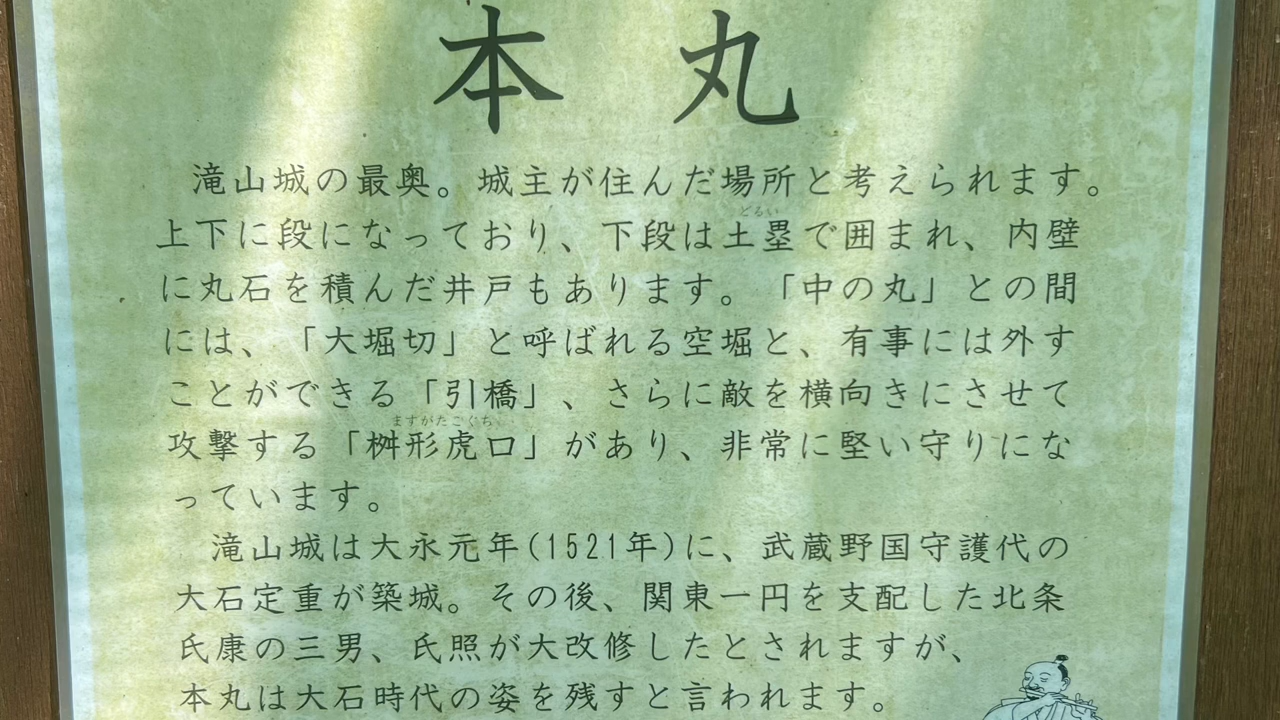 本丸
滝山城の最奥。城主が住んだ場所と考えられます。
どるい
上下に段になっており、下段は土塁で囲まれ、内壁
に丸石を積んだ井戸もあります。「中の丸」との間
には、「大堀切」と呼ばれる空堀と、有事には外す
ことができる「引橋」、さらに敵を横向きにさせて
ますがたこぐち
攻撃する「桝形虎口」があり、非常に堅い守りにな
っています。
滝山城は大永元年(1521年)に、武蔵野国守護代の
大石定重が築城。その後、関東一円を支配した北条
氏康の三男、氏照が大改修したとされますが、
本丸は大石時代の姿を残すと言われます。